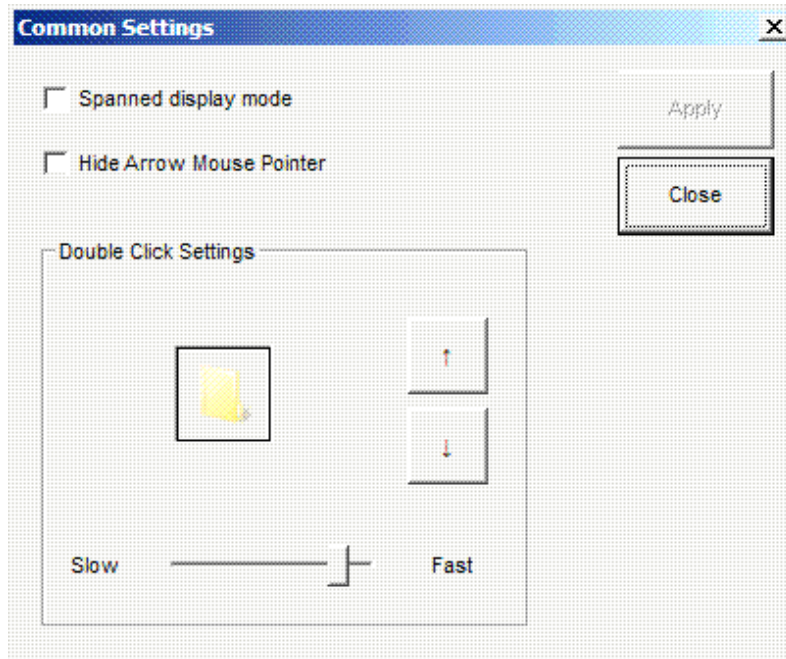 Common Settings
Spanned display mode
Apply
Hide Arrow Mouse Pointer
Close
Double Click Settings
↑
↓
Slow Fast